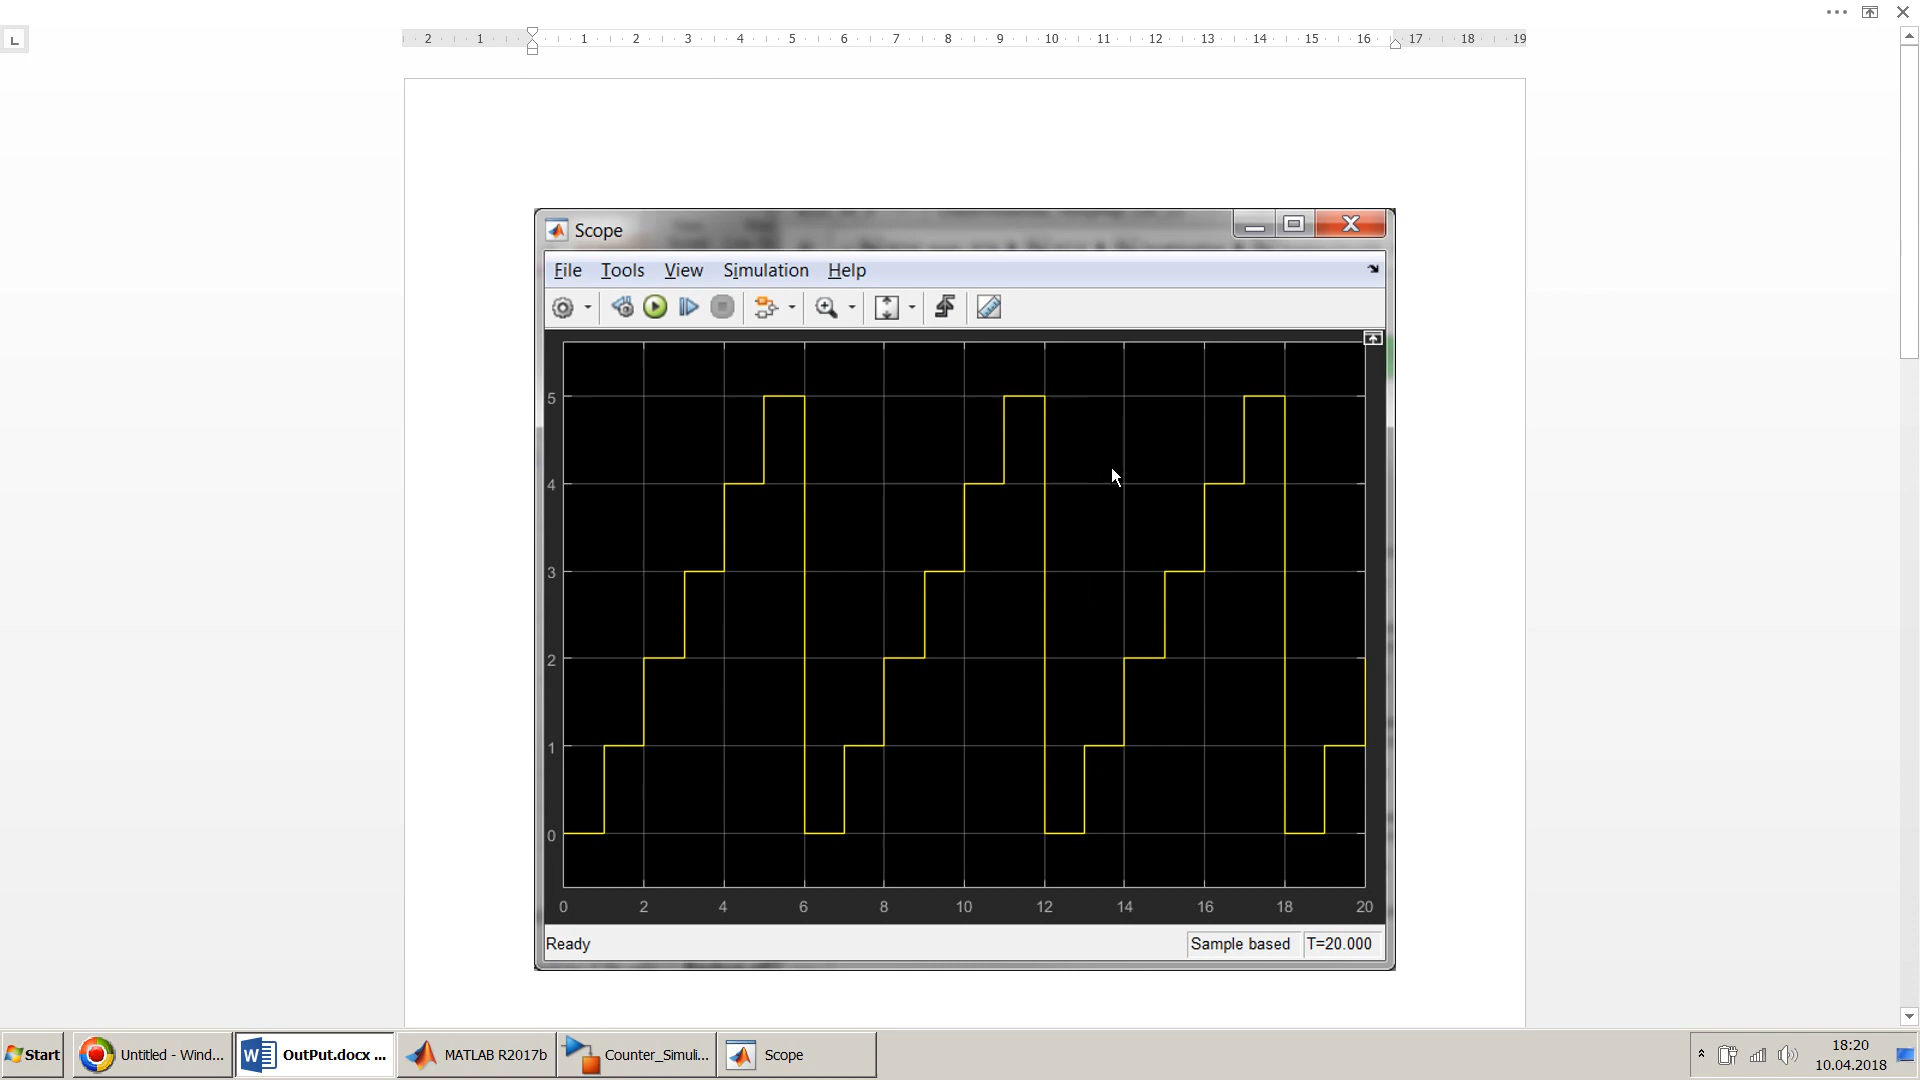 2 1 1 2 3 4 5 6 7 8 9 10 11 12 13 14 15 16 17 18 19
Scope
File Tools View Simulation Help
5
4
3
2
1
0
0 2 4 6 8 10 12 14 16 18 20
Ready Sample based T=20.000
Start Untitled - Wind... OutPut.docx ... MATLAB R2017b Counter_Simuli... Scope 18:20
10.04.2018